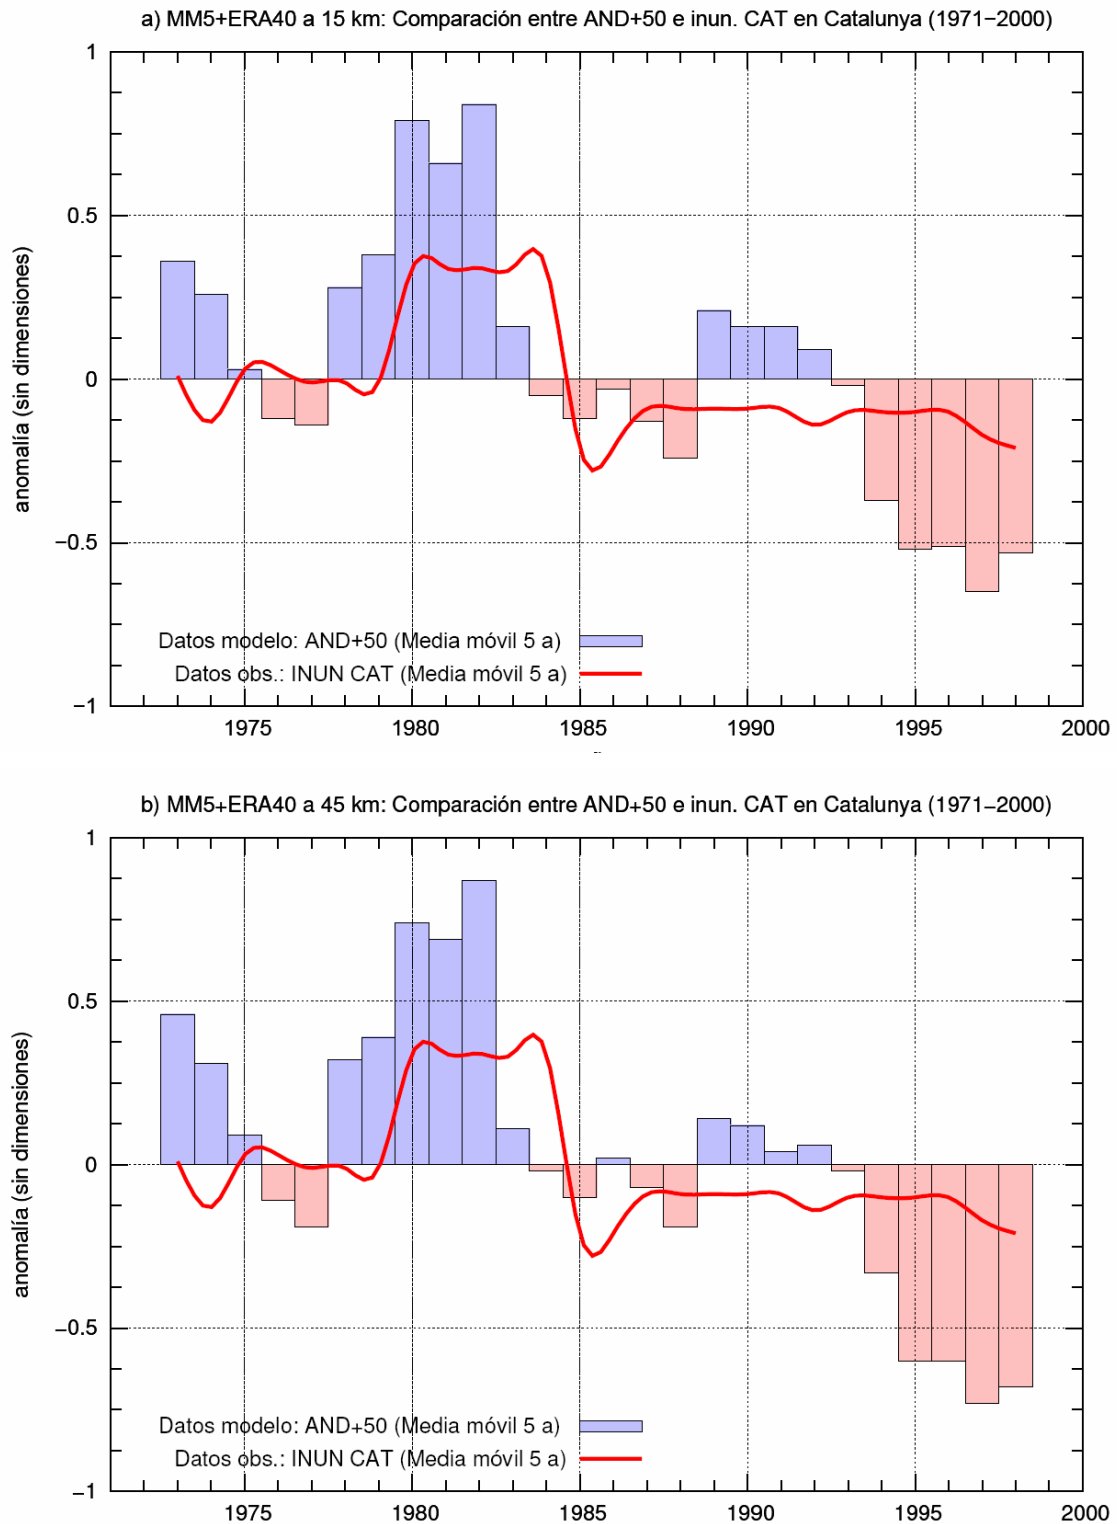 a) MM5+ERA40 a 15 km: Comparación entre AND+50 e inun. CAT en Catalunya (1971−2000)
1
0.5
0
−0.5
−1
anomalía (sin dimensiones)
Datos modelo: AND+50 (Media móvil 5 a)
Datos obs.: INUN CAT (Media móvil 5 a)
1975
1980
1985
1990
1995
2000
b) MM5+ERA40 a 45 km: Comparación entre AND+50 e inun. CAT en Catalunya (1971−2000)
1
0.5
0
−0.5
−1
anomalía (sin dimensiones)
Datos modelo: AND+50 (Media móvil 5 a)
Datos obs.: INUN CAT (Media móvil 5 a)
1975
1980
1985
1990
1995
2000